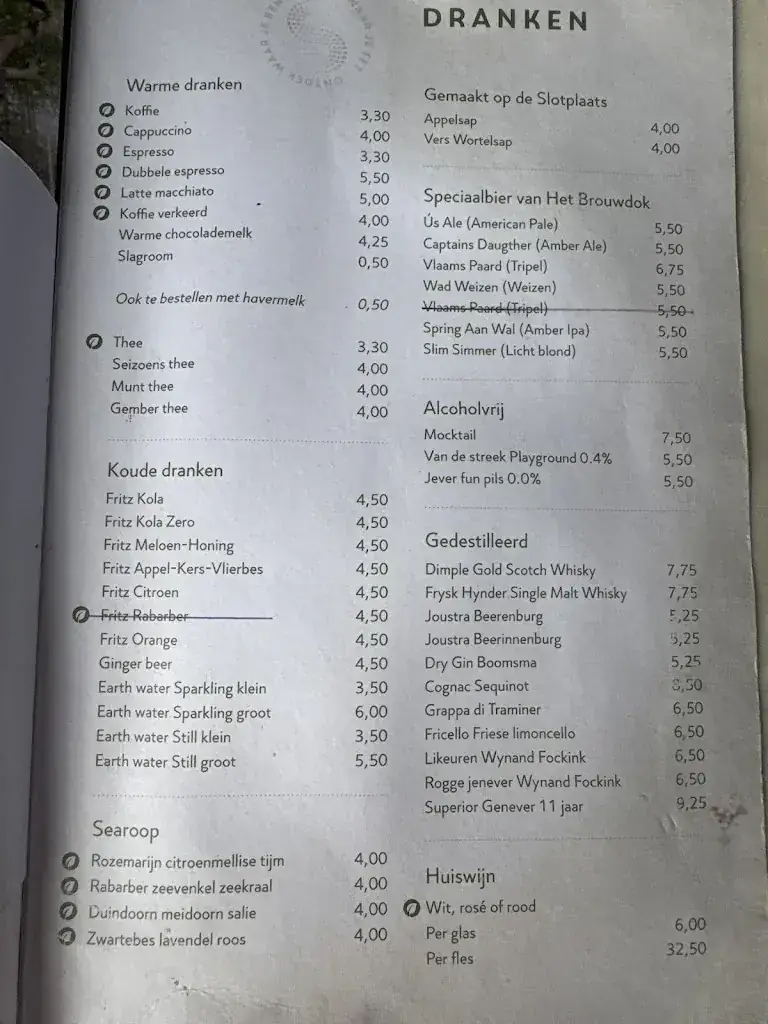 DRANKEN
Warme dranken
Koffie 3,30
Cappuccino 4,00
Espresso 3,30
Dubbele espresso 5,50
Latte macchiato 5,00
Koffie verkeerd 4,00
Warme chocolademelk 4,25
Slagroom 0,50
Ook te bestellen met havermelk 0,50
Thee 3,30
Seizoens thee 4,00
Munt thee 4,00
Gember thee 4,00
Koude dranken
Fritz Kola 4,50
Fritz Kola Zero 4,50
Fritz Meloen-Honing 4,50
Fritz Appel-Kers-Vlierbes 4,50
Fritz Citroen 4,50
Fritz Rabarber 4,50
Fritz Orange 4,50
Ginger beer 4,50
Earth water Sparkling klein 3,50
Earth water Sparkling groot 6,00
Earth water Still klein 3,50
Earth water Still groot 5,50
Searoop
Rozemarijn citroenmellise tijm 4,00
Rabarber zeevenkel zeekraal 4,00
Duindoorn meidoorn salie 4,00
Zwartebes lavendel roos 4,00
Gemaakt op de Slotplaats
Appelsap 4,00
Vers Wortelsap 4,00
Speciaalbier van Het Brouwdok
Ús Ale (American Pale) 5,50
Captains Daugther (Amber Ale) 5,50
Vlaams Paard (Tripel) 6,75
Wad Weizen (Weizen) 5,50
Vlaams Paard (Tripel) 5,50
Spring Aan Wal (Amber Ipa) 5,50
Slim Simmer (Licht blond) 5,50
Alcoholvrij
Mocktail 7,50
Van de streek Playground 0.4% 5,50
Jever fun pils 0.0% 5,50
Gedestilleerd
Dimple Gold Scotch Whisky 7,75
Frysk Hynder Single Malt Whisky 7,75
Joustra Beerenburg 5,25
Joustra Beerinnenburg 5,25
Dry Gin Boomsma 5,25
Cognac Sequinot
Grappa di Traminer 6,50
Fricello Friese limoncello 6,50
Likeuren Wynand Fockink 6,50
Rogge jenever Wynand Fockink 6,50
Superior Genever 11 jaar 9,25
Huiswijn
Wit, rosé of rood
Per glas 6,00
Per fles 32,50